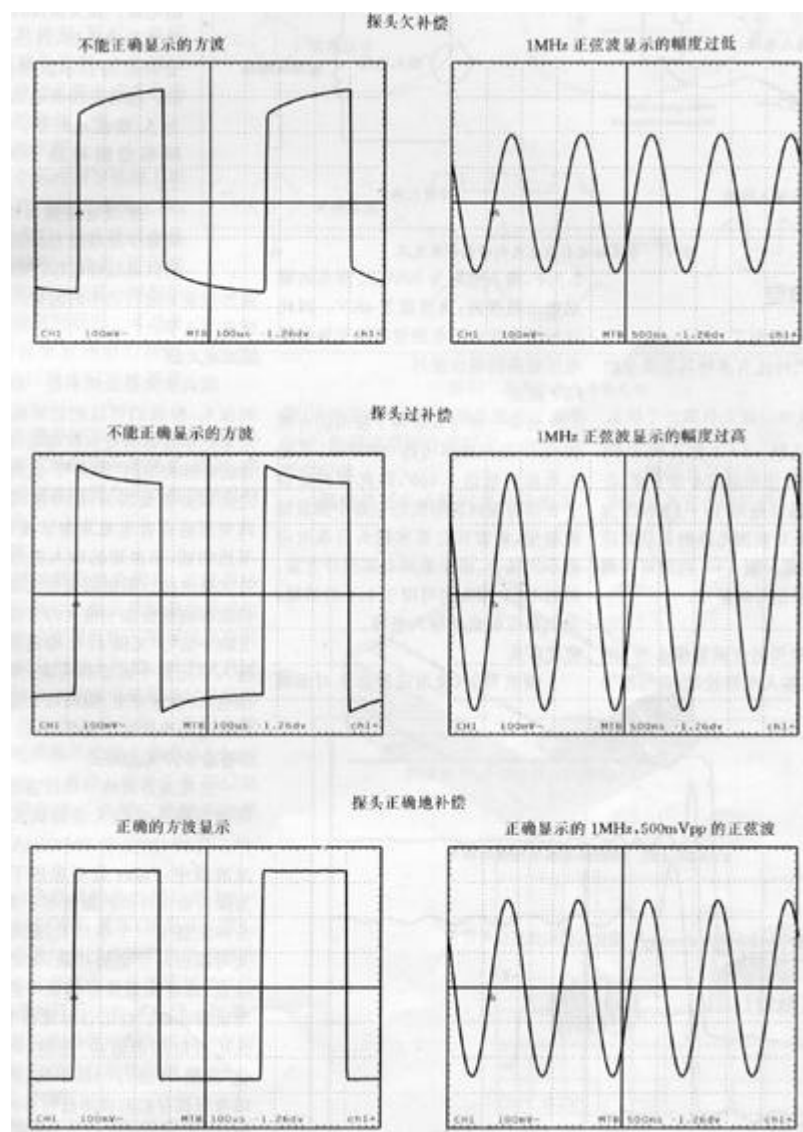 探头欠补偿
不能正确显示的方波
1MHz 正弦波显示的幅度过低
CH1 100mV~ MTB 100us -1.26dv ch1+
CH1 100mV~ MTB 500ns -1.26dv ch1+
探头过补偿
不能正确显示的方波
1MHz 正弦波显示的幅度过高
CH1 100mV~ MTB 100us -1.26dv ch1+
CH1 100mV~ MTB 500ns -1.26dv ch1+
探头正确地补偿
正确的方波显示
正确显示的 1MHz,500mVpp 的正弦波
CH1 100mV~ MTB 100us -1.26dv ch1+
CH1 100mV~ MTB 500ns -1.26dv ch1+